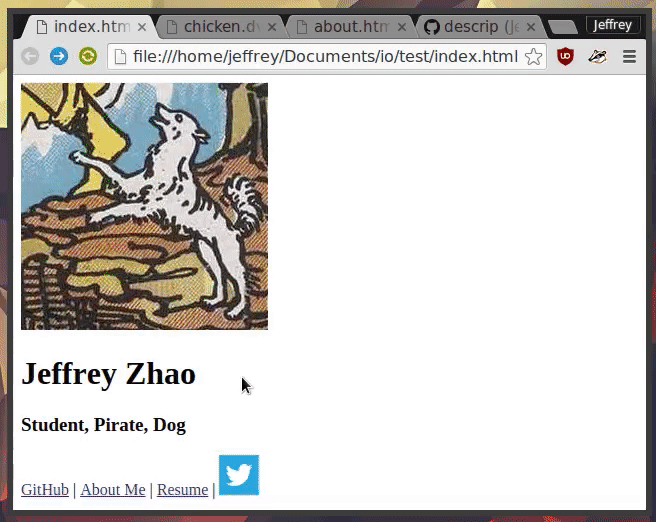 index.htm chicken.dv about.htm descrip (Je Jeffrey
file:///home/jeffrey/Documents/io/test/index.html
Jeffrey Zhao
Student, Pirate, Dog
GitHub | About Me | Resume |